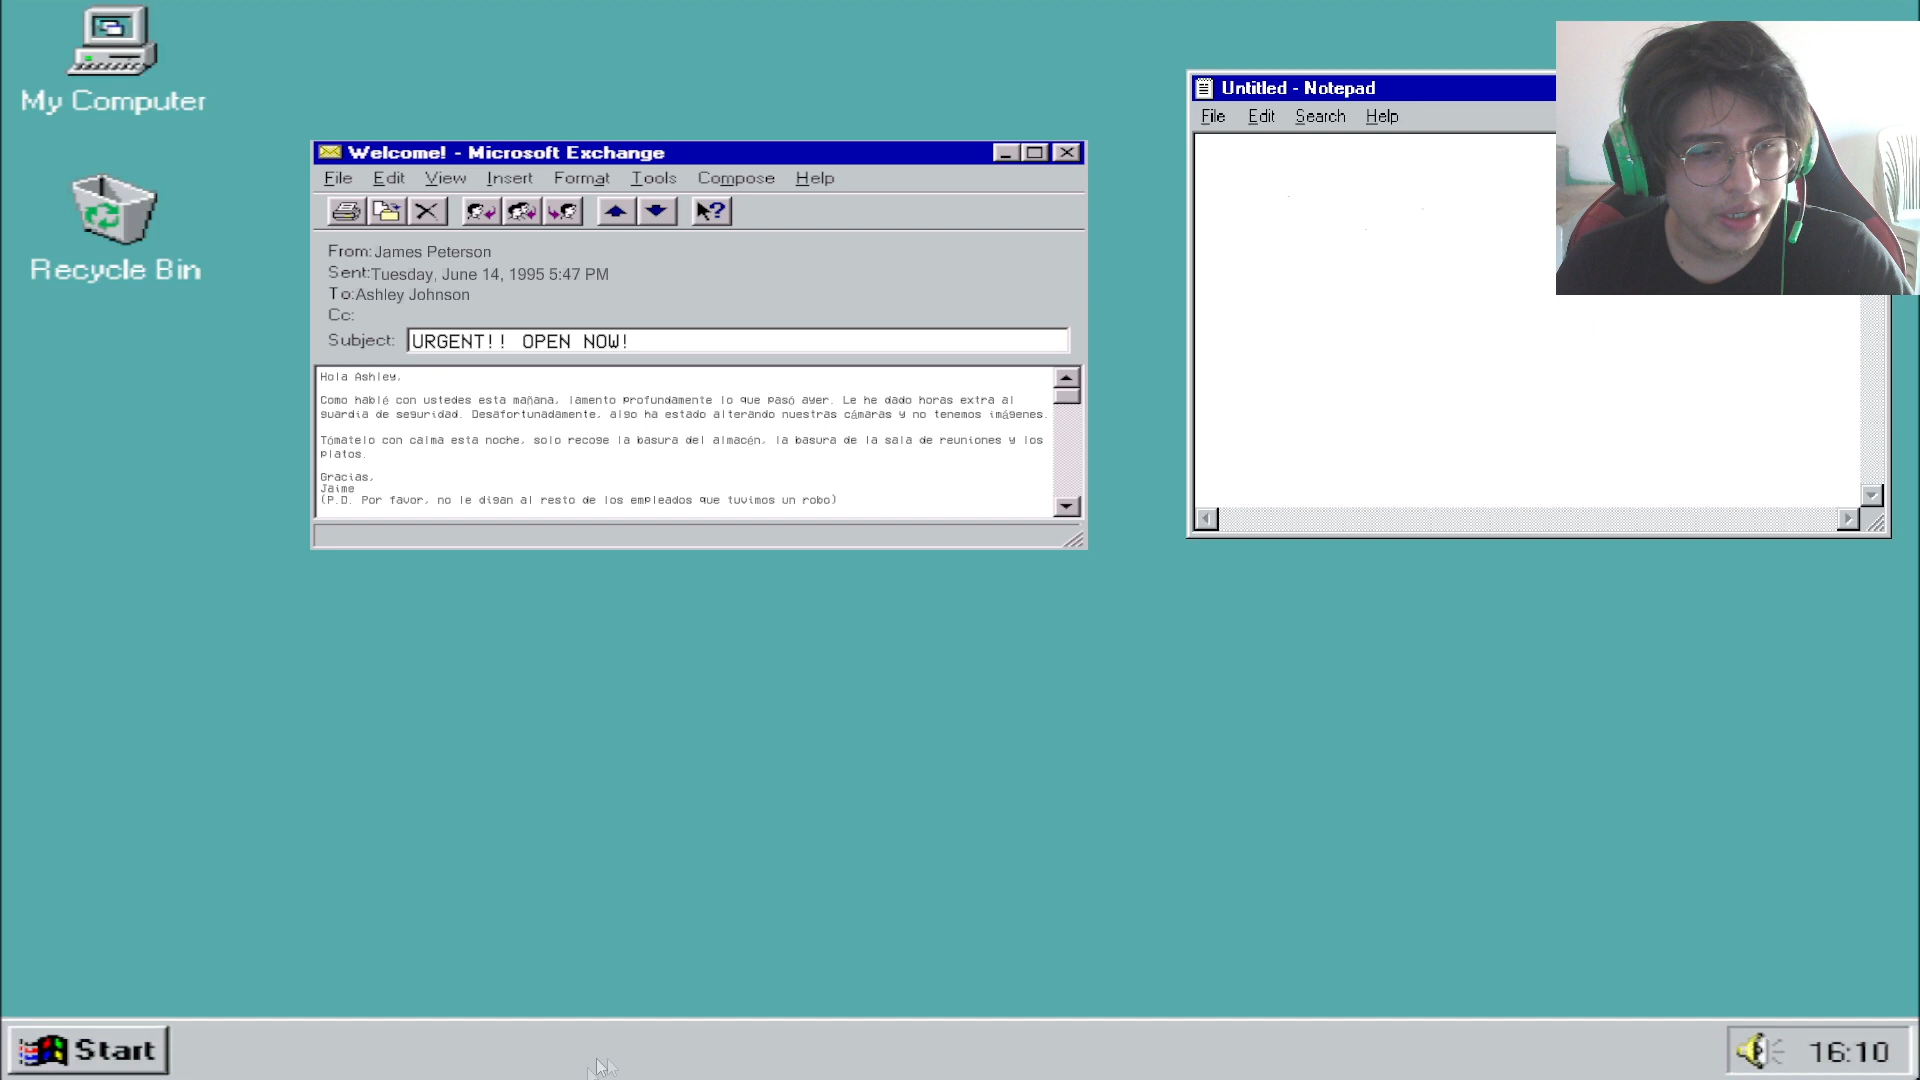 My Computer
Recycle Bin
Welcome! - Microsoft Exchange
File Edit View Insert Format Tools Compose Help
From: James Peterson
Sent: Tuesday, June 14, 1995 5:47 PM
To: Ashley Johnson
Cc:
Subject: URGENT!! OPEN NOW!
Hola Ashley,
Como hablé con ustedes esta mañana, lamento profundamente lo que pasó ayer. Le he dado horas extra al
guardia de seguridad. Desafortunadamente, algo ha estado alterando nuestras cámaras y no tenemos imágenes.
Tómatelo con calma esta noche, solo recoge la basura del almacén, la basura de la sala de reuniones y los
platos.
Gracias,
Jaime
(P.D. Por favor, no le digan al resto de los empleados que tuvimos un robo)
Untitled - Notepad
File Edit Search Help
Start
16:10